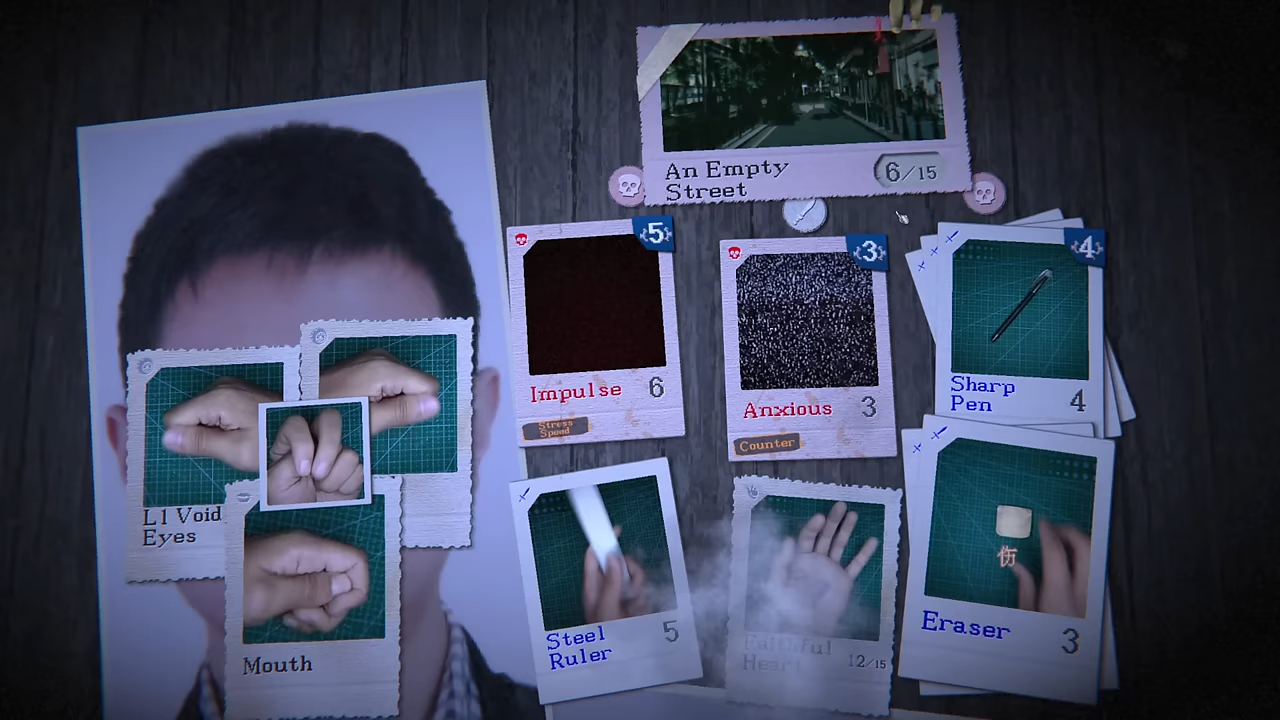 An Empty
Street
6/15
5
Impulse
6
Stress
Speed
3
Anxious
3
Counter
4
Sharp
Pen
4
L1 Void
Eyes
Mouth
Steel
Ruler
5
Faithful
Heart
12/15
伤
Eraser
3